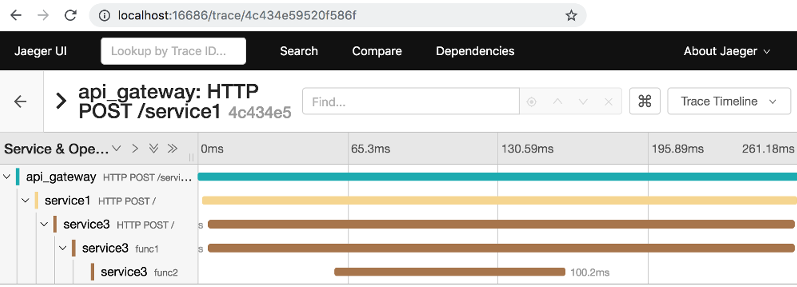 localhost:16686/trace/4c434e59520f586f
Jaeger UI Lookup by Trace ID... Search Compare Dependencies About Jaeger
api_gateway: HTTP
POST /service1 4c434e5 Find... Trace Timeline
Service & Ope... 0ms 65.3ms 130.59ms 195.89ms 261.18ms
api_gateway HTTP POST /servi...
service1 HTTP POST /
service3 HTTP POST / s
service3 func1 s
service3 func2 100.2ms